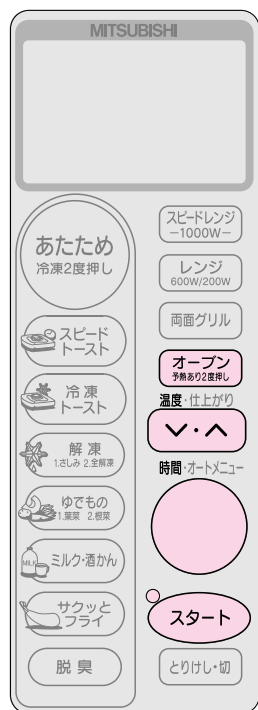 MITSUBISHI
あたため
冷凍2度押し
スピード
トースト
冷凍
トースト
解凍
1.さしみ 2.全解凍
ゆでもの
1.葉菜 2.根菜
MILK
ミルク・酒かん
サクッと
フライ
脱臭
スピードレンジ
−1000W−
レンジ
600W/200W
両面グリル
オーブン
予熱あり2度押し
温度・仕上がり
時間・オートメニュー
スタート
とりけし・切